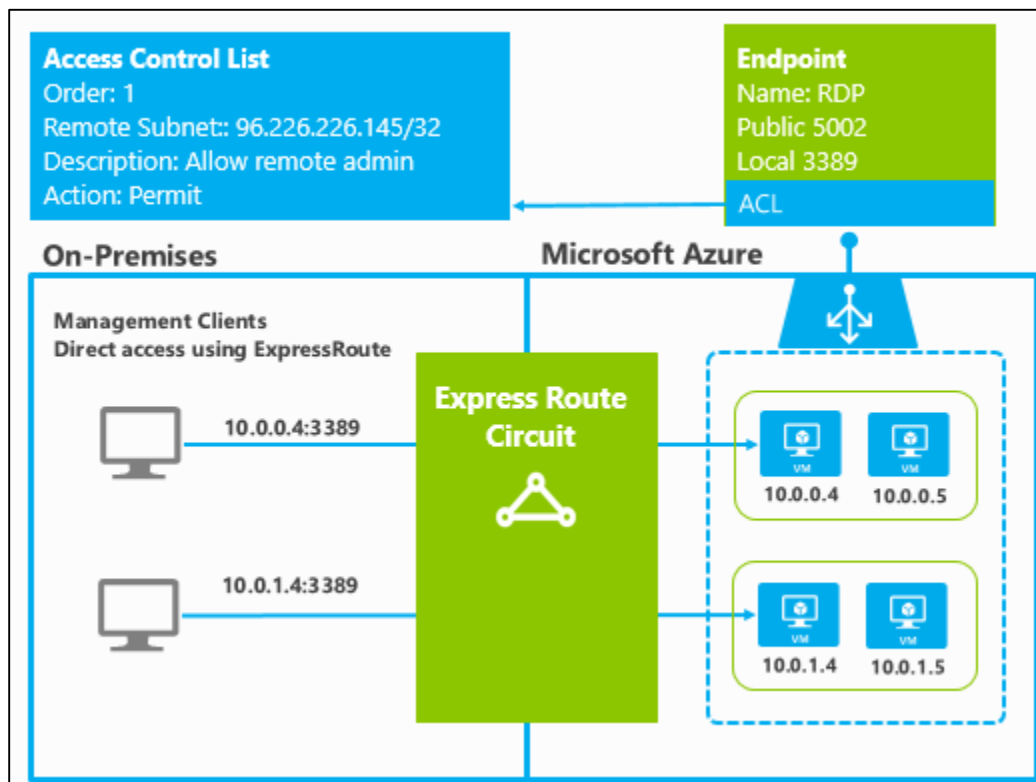 Access Control List
Order: 1
Remote Subnet:: 96.226.226.145/32
Description: Allow remote admin
Action: Permit
Endpoint
Name: RDP
Public 5002
Local 3389
ACL
On-Premises
Microsoft Azure
Management Clients
Direct access using ExpressRoute
Express Route
Circuit
10.0.0.4:3389
VM
VM
10.0.0.4
10.0.0.5
10.0.1.4:3389
VM
VM
10.0.1.4
10.0.1.5